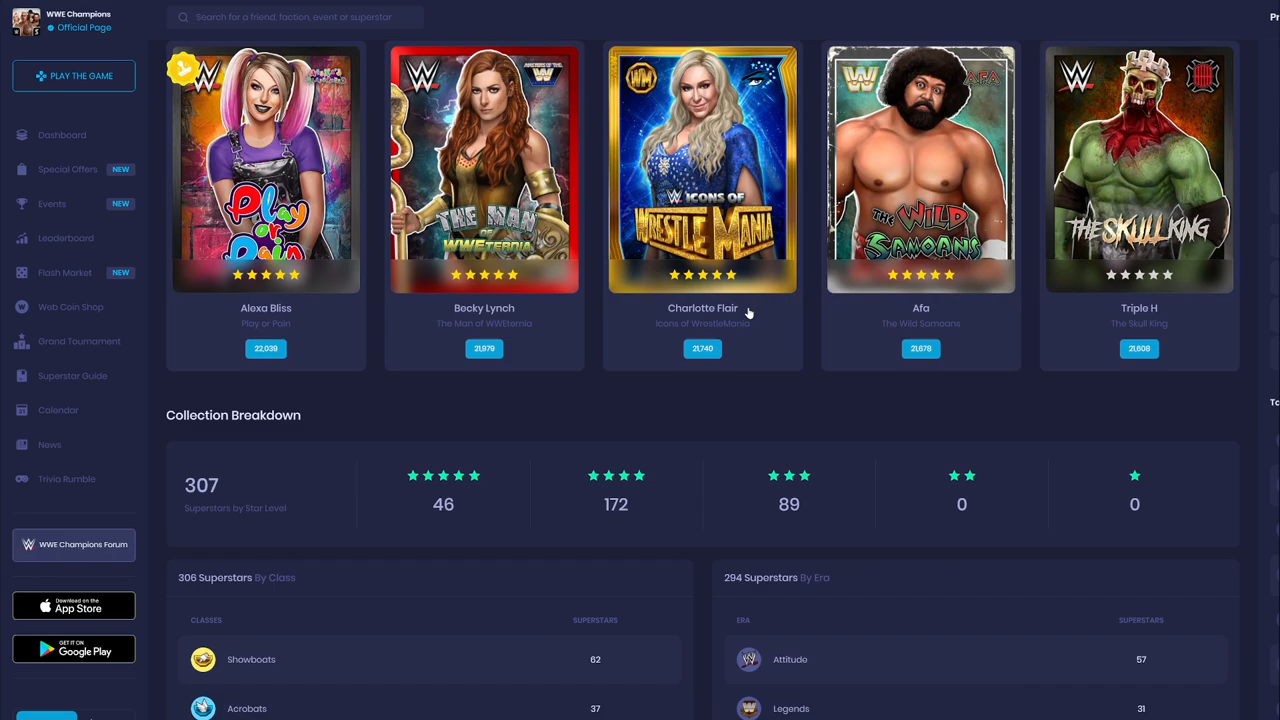 WWE Champions
Official Page
Search for a friend, faction, event or superstar
PLAY THE GAME
Dashboard
Special Offers NEW
Events NEW
Leaderboard
Flash Market NEW
Web Coin Shop
Grand Tournament
Superstar Guide
Calendar
News
Trivia Rumble
WWE Champions Forum
Download on the
App Store
GET IT ON
Google Play
Play
or
Pain
THE MAN
OF
WWETERNIA
WM
ICONS OF
WRESTLEMANIA
AFA
THE WILD
SAMOANS
THE SKULL KING
Alexa Bliss
Play or Pain
22,039
Becky Lynch
The Man of WWEternia
21,979
Charlotte Flair
Icons of WrestleMania
21,740
Afa
The Wild Samoans
21,678
Triple H
The Skull King
21,608
Collection Breakdown
307
Superstars by Star Level
46
172
89
0
0
306 Superstars By Class
CLASSES SUPERSTARS
Showboats 62
Acrobats 37
294 Superstars By Era
ERA SUPERSTARS
Attitude 57
Legends 31